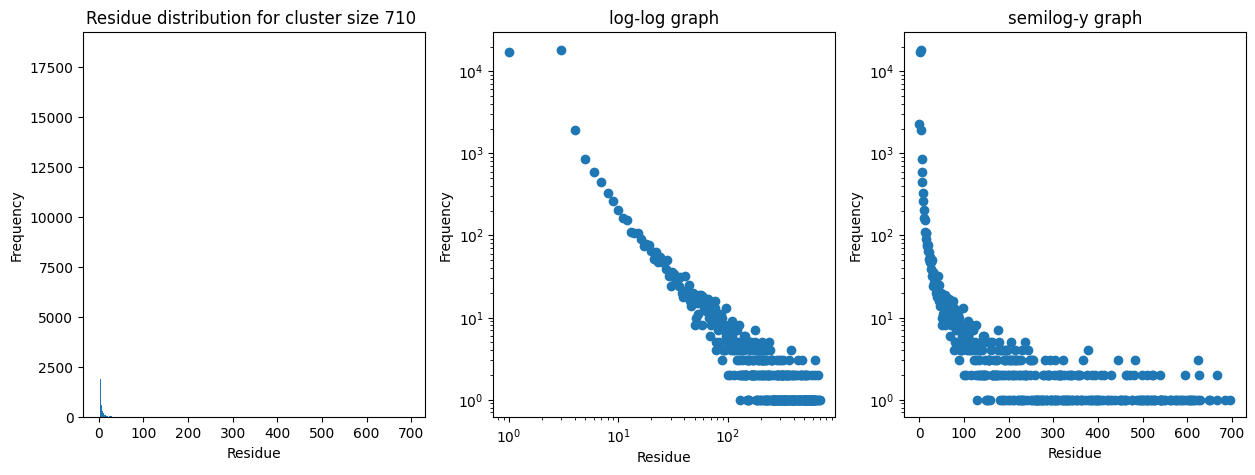 Residue distribution for cluster size 710
Frequency
17500
15000
12500
10000
7500
5000
2500
0
0 100 200 300 400 500 600 700
Residue
log-log graph
Frequency
10^4
10^3
10^2
10^1
10^0
10^0 10^1 10^2
Residue
semilog-y graph
Frequency
10^4
10^3
10^2
10^1
10^0
0 100 200 300 400 500 600 700
Residue